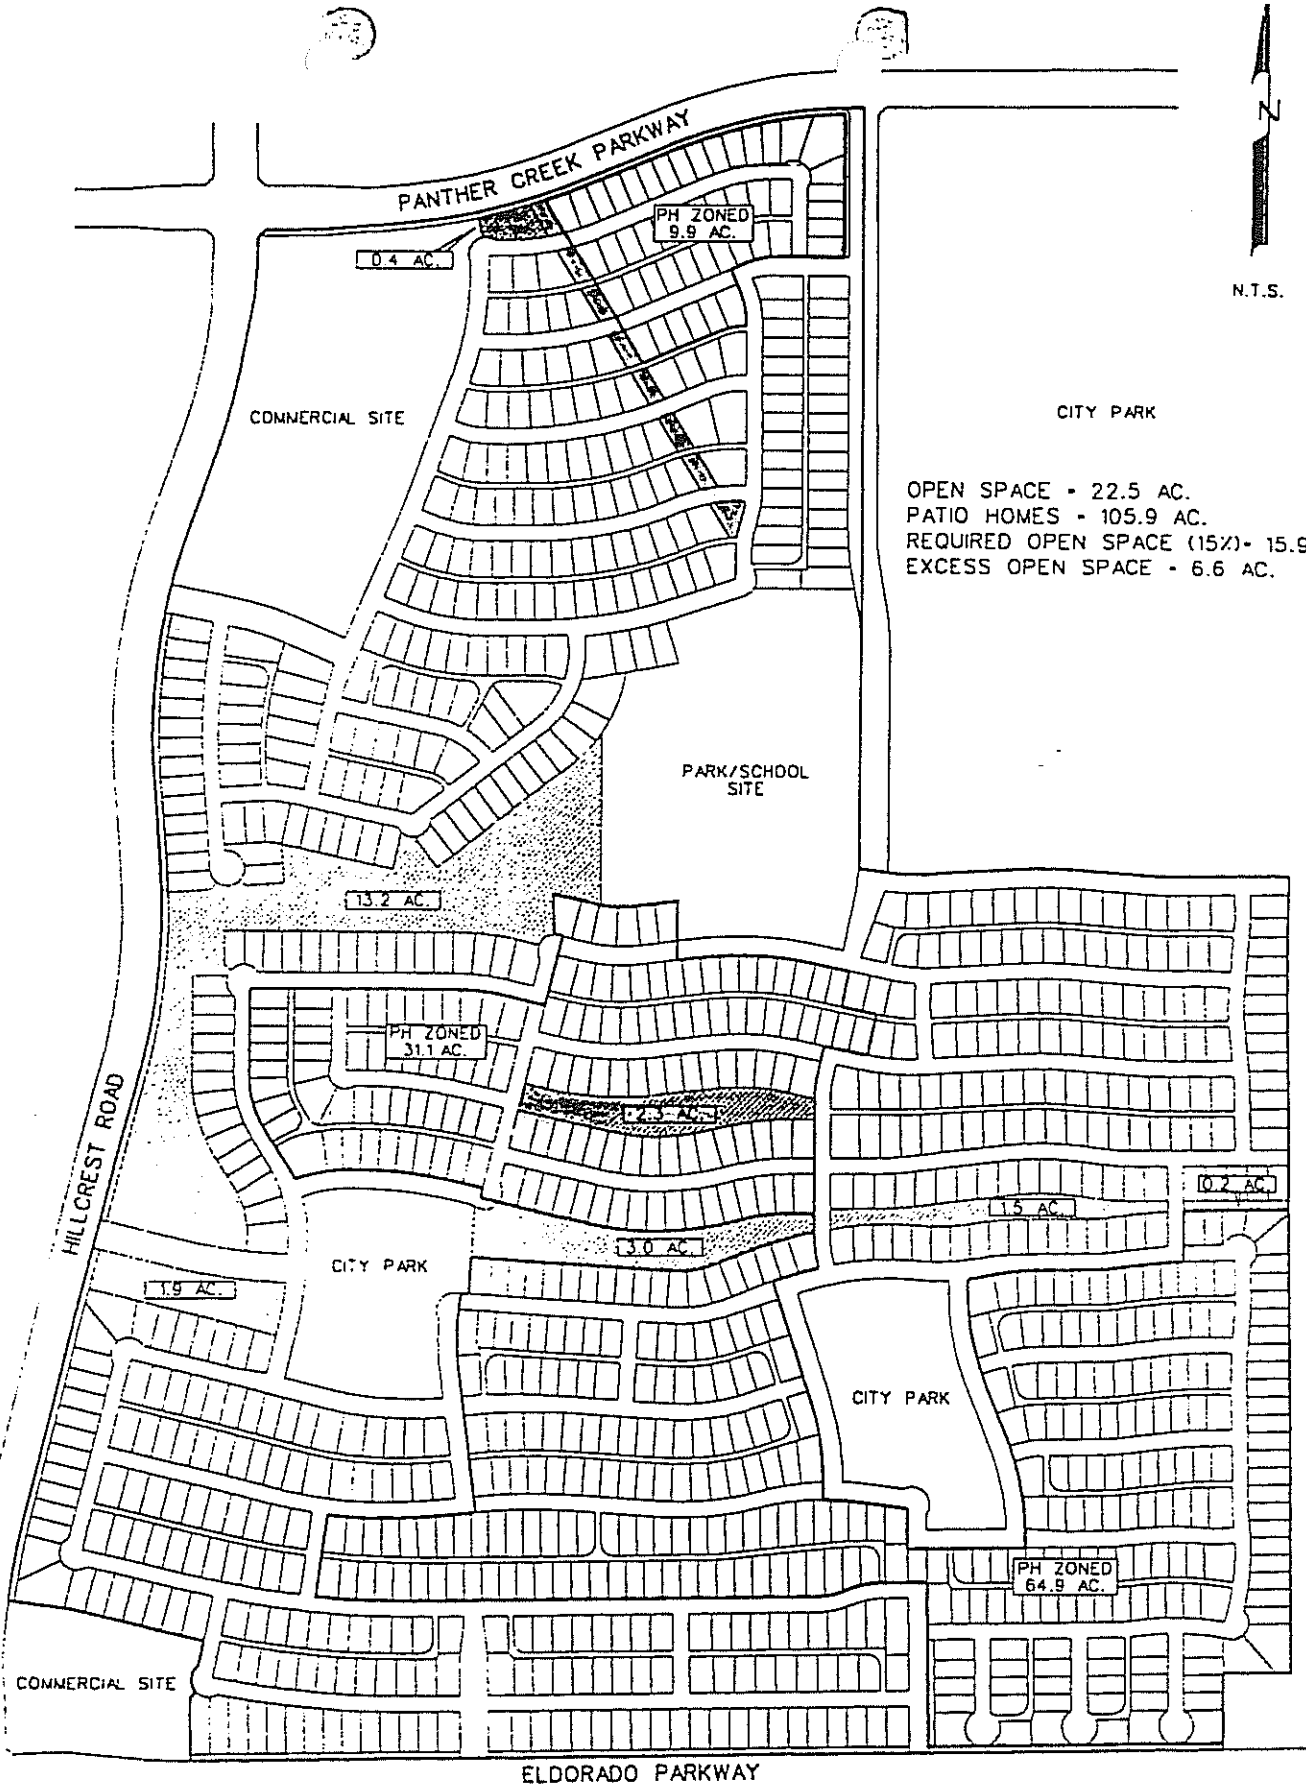 PANTHER CREEK PARKWAY
N
N.T.S.
PH ZONED
9.9 AC.
0.4 AC.
COMMERCIAL SITE
CITY PARK
OPEN SPACE - 22.5 AC.
PATIO HOMES - 105.9 AC.
REQUIRED OPEN SPACE (15%)- 15.9
EXCESS OPEN SPACE - 6.6 AC.
PARK/SCHOOL
SITE
13.2 AC.
PH ZONED
31.1 AC.
2.3 AC.
HILLCREST ROAD
0.2 AC.
1.5 AC.
3.0 AC.
CITY PARK
1.9 AC.
CITY PARK
PH ZONED
64.9 AC.
COMMERCIAL SITE
ELDORADO PARKWAY